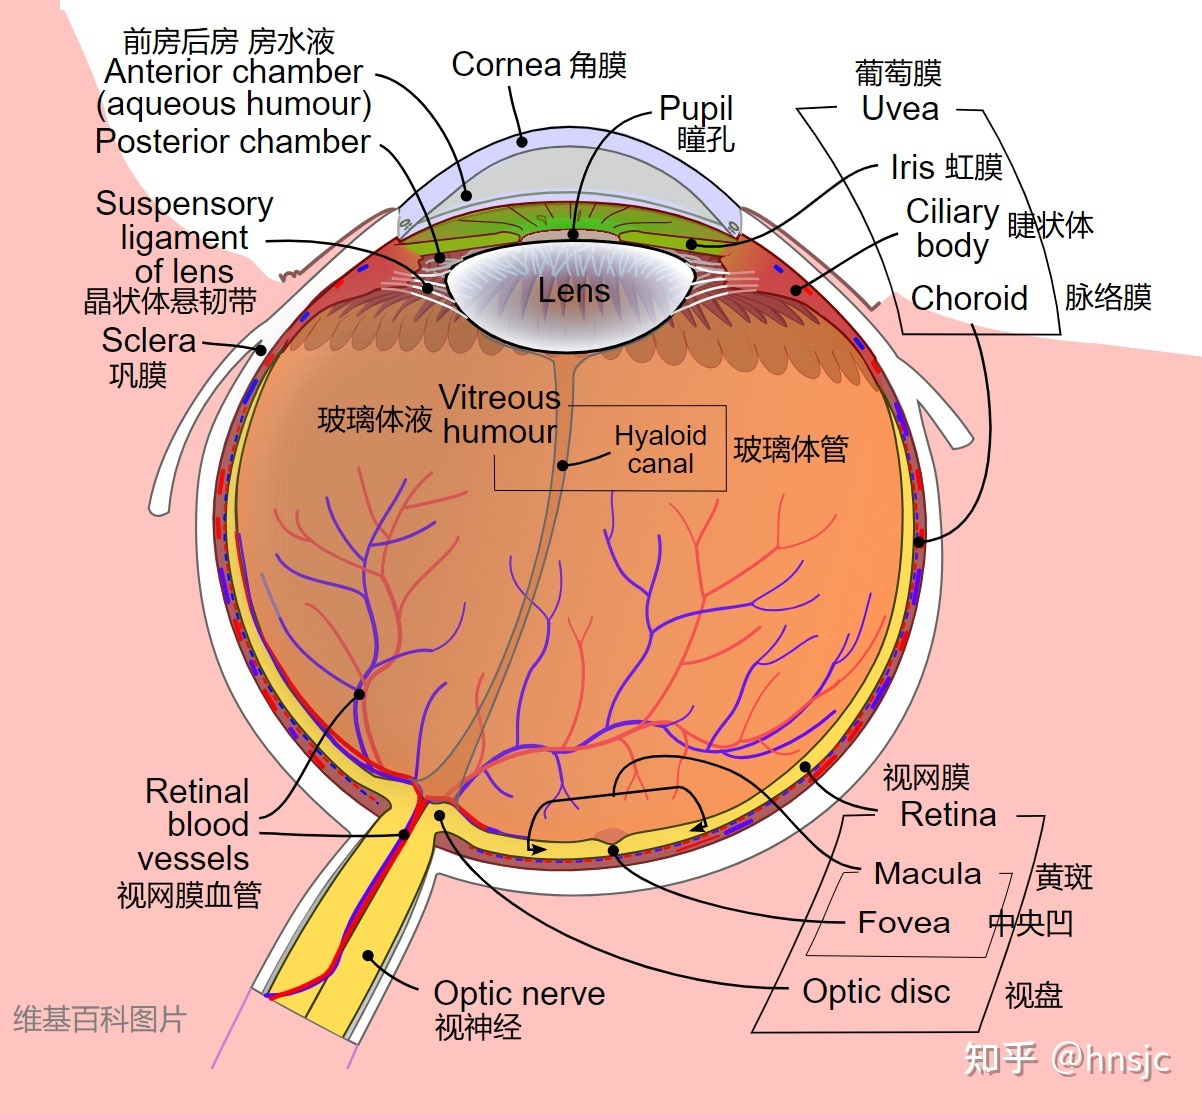 前房后房 房水液
Anterior chamber
(aqueous humour)
Posterior chamber
Cornea 角膜
Pupil
瞳孔
葡萄膜
Uvea
Iris 虹膜
Ciliary
body
睫状体
Choroid 脉络膜
Suspensory
ligament
of lens
晶状体悬韧带
Sclera
巩膜
Lens
玻璃体液
Vitreous
humour
Hyaloid
canal
玻璃体管
Retinal
blood
vessels
视网膜血管
视网膜
Retina
Macula 黄斑
Fovea 中央凹
Optic disc 视盘
Optic nerve
视神经
维基百科图片
知乎 @hnsjc